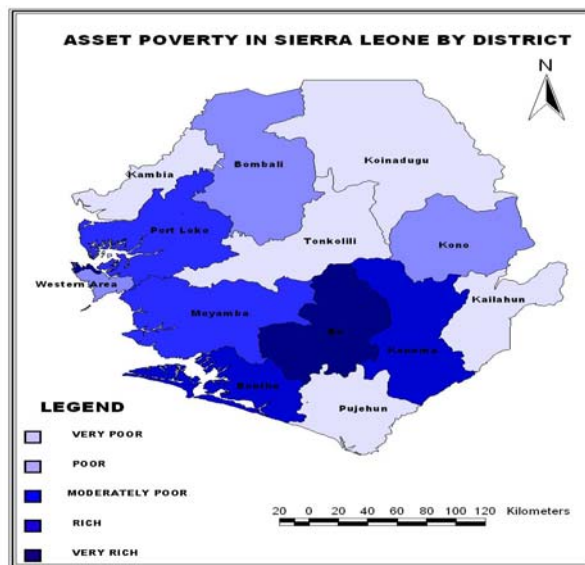 ASSET POVERTY IN SIERRA LEONE BY DISTRICT
N
Koinadugu
Bombali
Kambia
Port Loko
Tonkolili
Kono
Western Area
Kailahun
Moyamba
Bo
Kenema
Bonthe
Pujehun
LEGEND
VERY POOR
POOR
MODERATELY POOR
RICH
VERY RICH
20 0 20 40 60 80 100 120 Kilometers